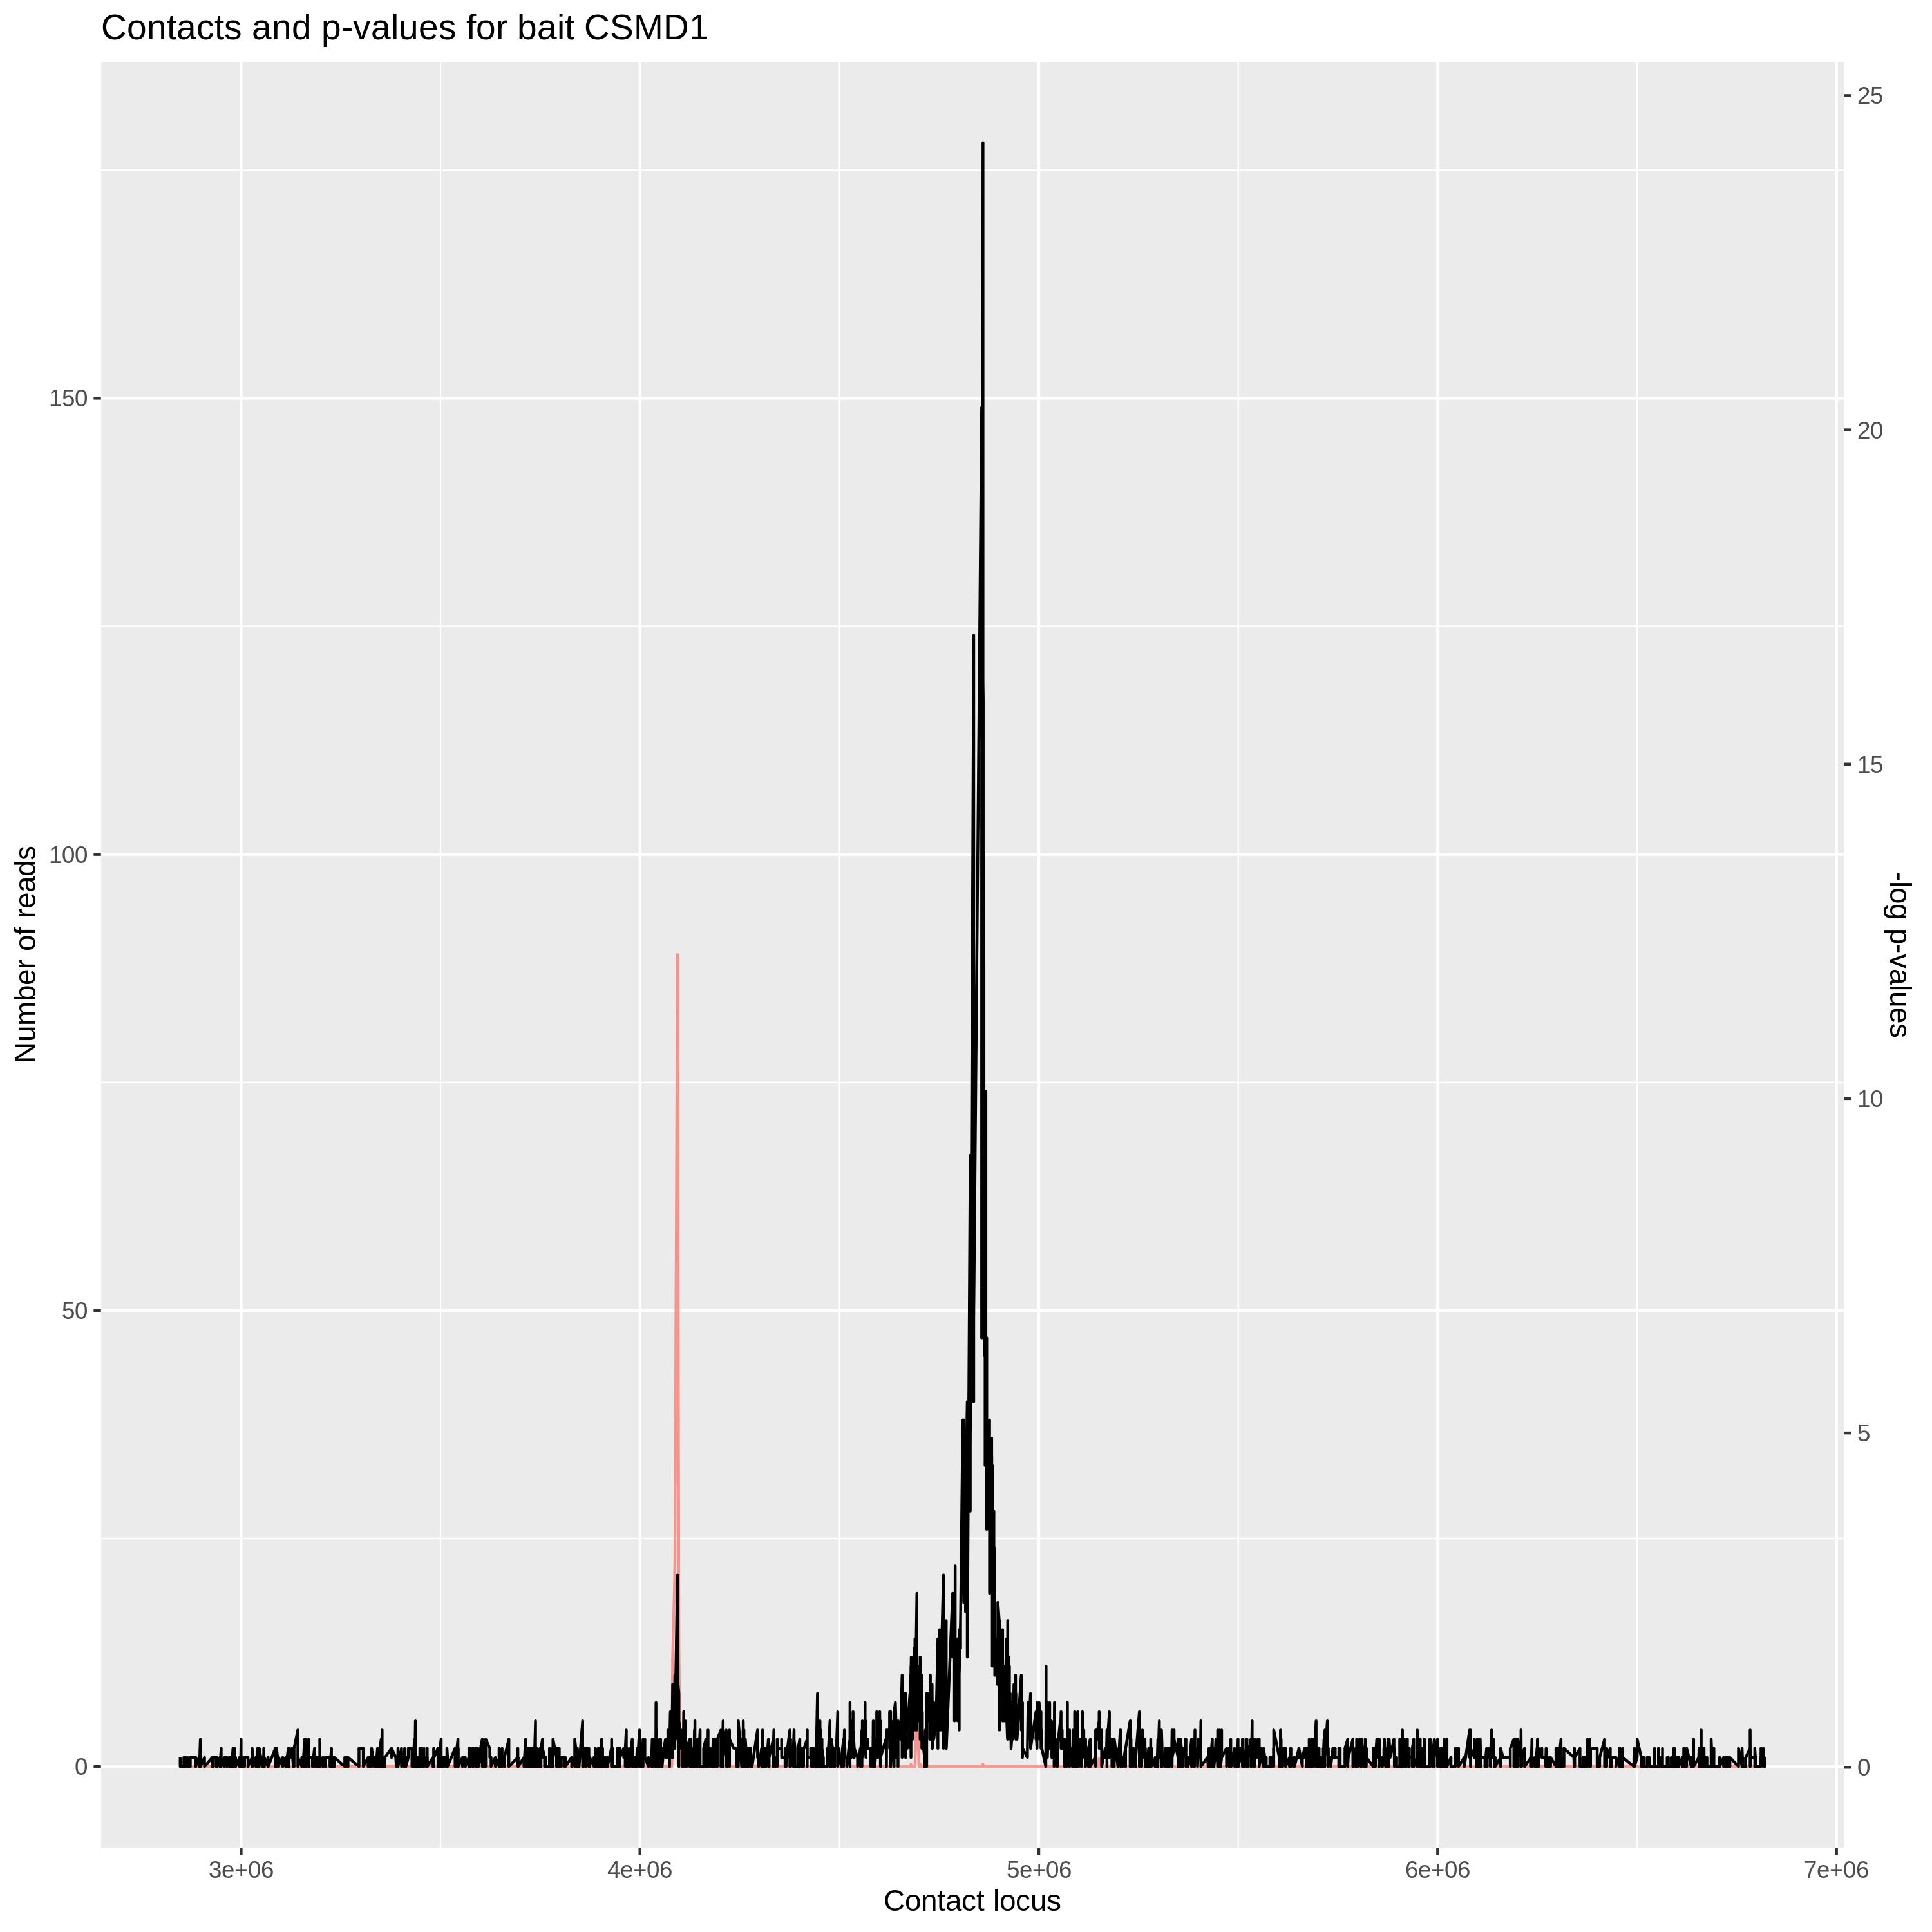 Contacts and p-values for bait CSMD1
25
150
20
15
100
Number of reads
-log p-values
10
50
5
0
0
3e+06
4e+06
5e+06
6e+06
7e+06
Contact locus